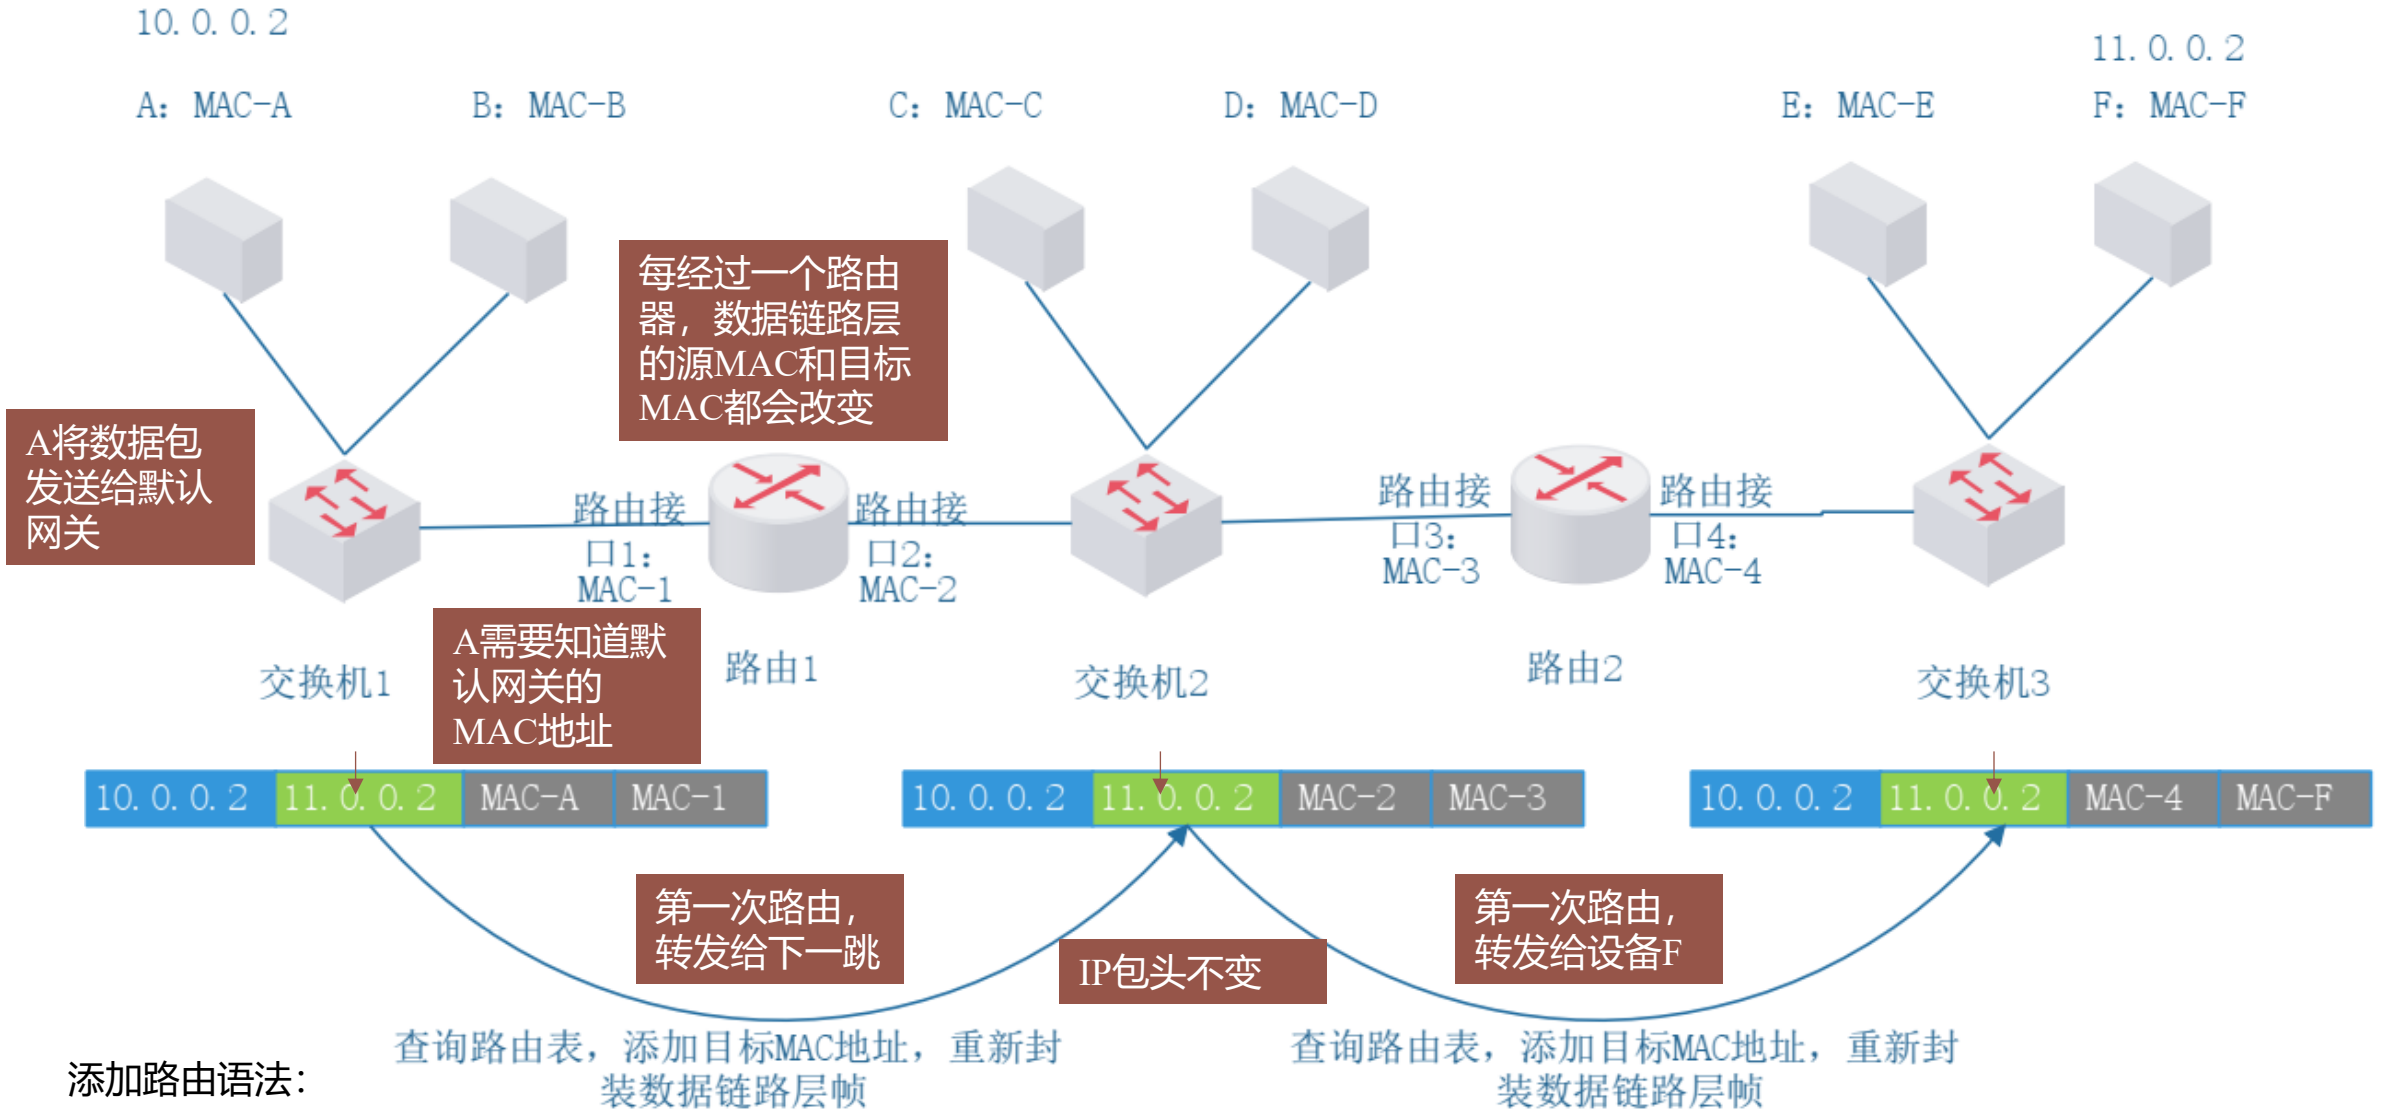 10.0.0.2
11.0.0.2
A: MAC-A
B: MAC-B
C: MAC-C
D: MAC-D
E: MAC-E
F: MAC-F
每经过一个路由
器，数据链路层
的源MAC和目标
MAC都会改变
A将数据包
发送给默认
网关
路由接
口1:
MAC-1
路由接
口2:
MAC-2
路由接
口3:
MAC-3
路由接
口4:
MAC-4
A需要知道默
认网关的
MAC地址
交换机1
路由1
交换机2
路由2
交换机3
10.0.0.2 11.0.0.2 MAC-A MAC-1
10.0.0.2 11.0.0.2 MAC-2 MAC-3
10.0.0.2 11.0.0.2 MAC-4 MAC-F
第一次路由，
转发给下一跳
IP包头不变
第一次路由，
转发给设备F
查询路由表，添加目标MAC地址，重新封
装数据链路层帧
查询路由表，添加目标MAC地址，重新封
装数据链路层帧
添加路由语法：